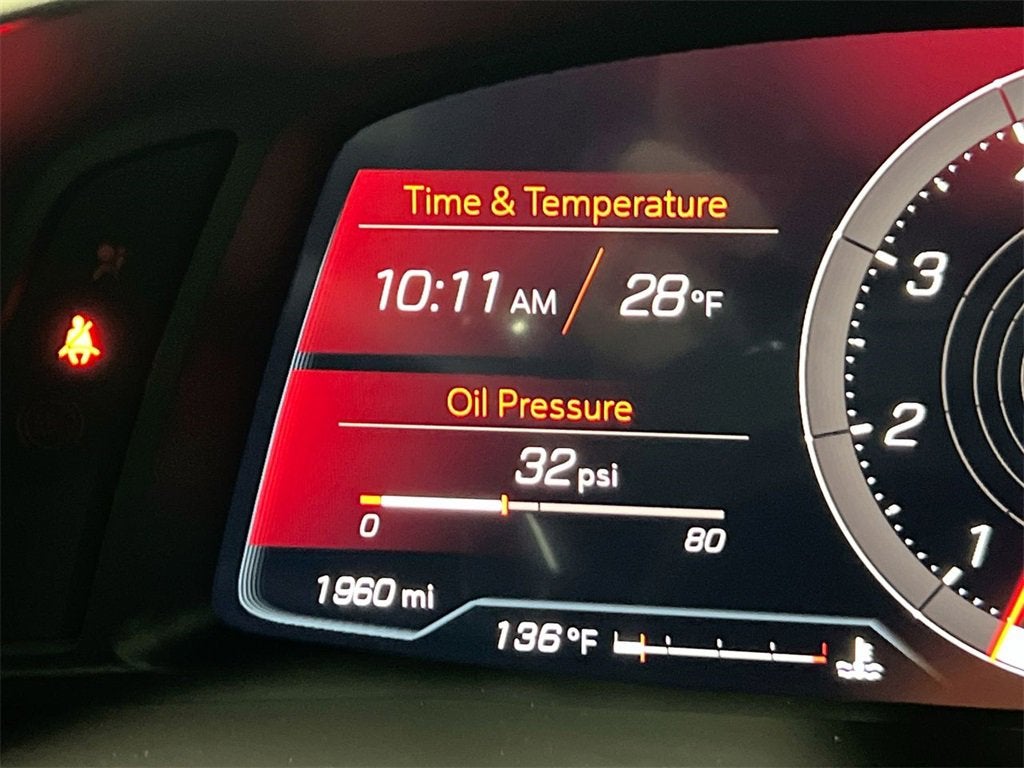 Time & Temperature
10:11 AM / 28 °F
Oil Pressure
32 psi
0 80
1960 mi
136 °F
3
2
1